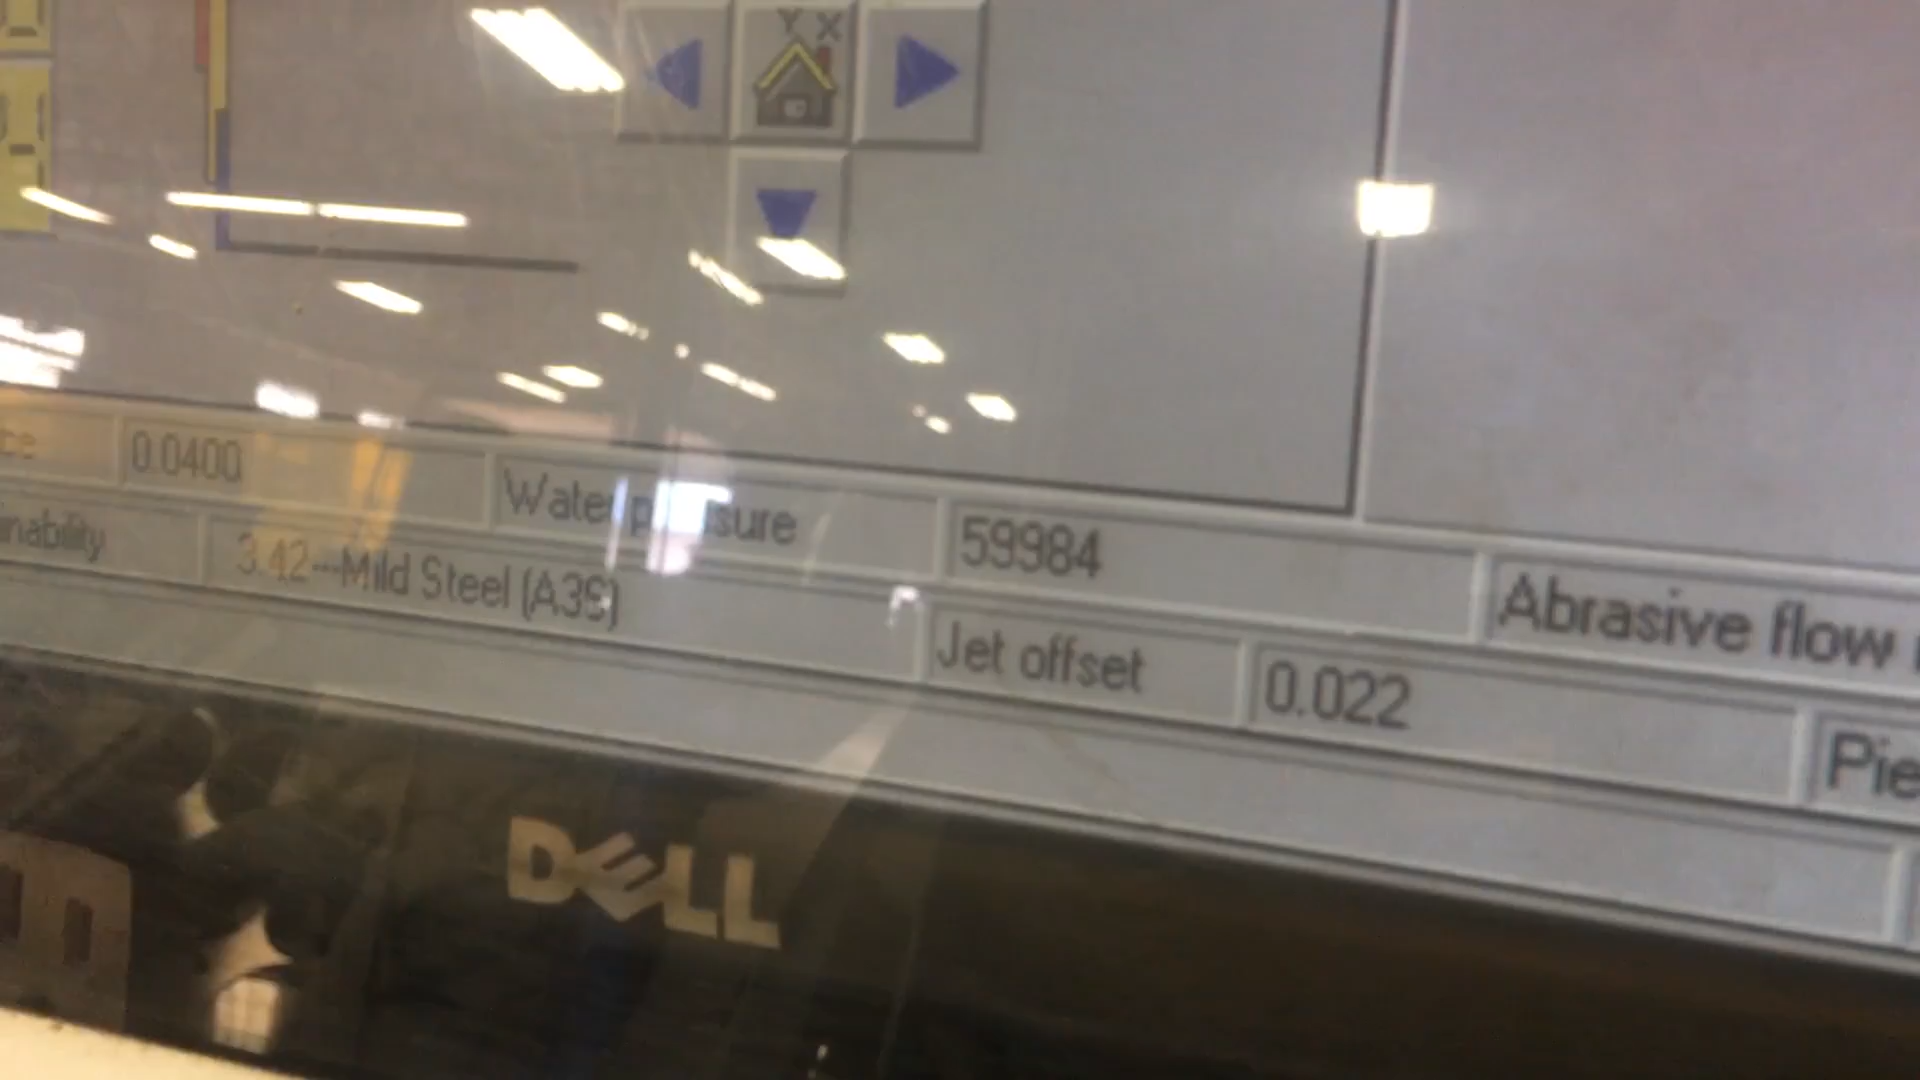 Y X
0.0400 Water pressure 59984 Abrasive flow
3.42---Mild Steel (A36) Jet offset 0.022
DELL